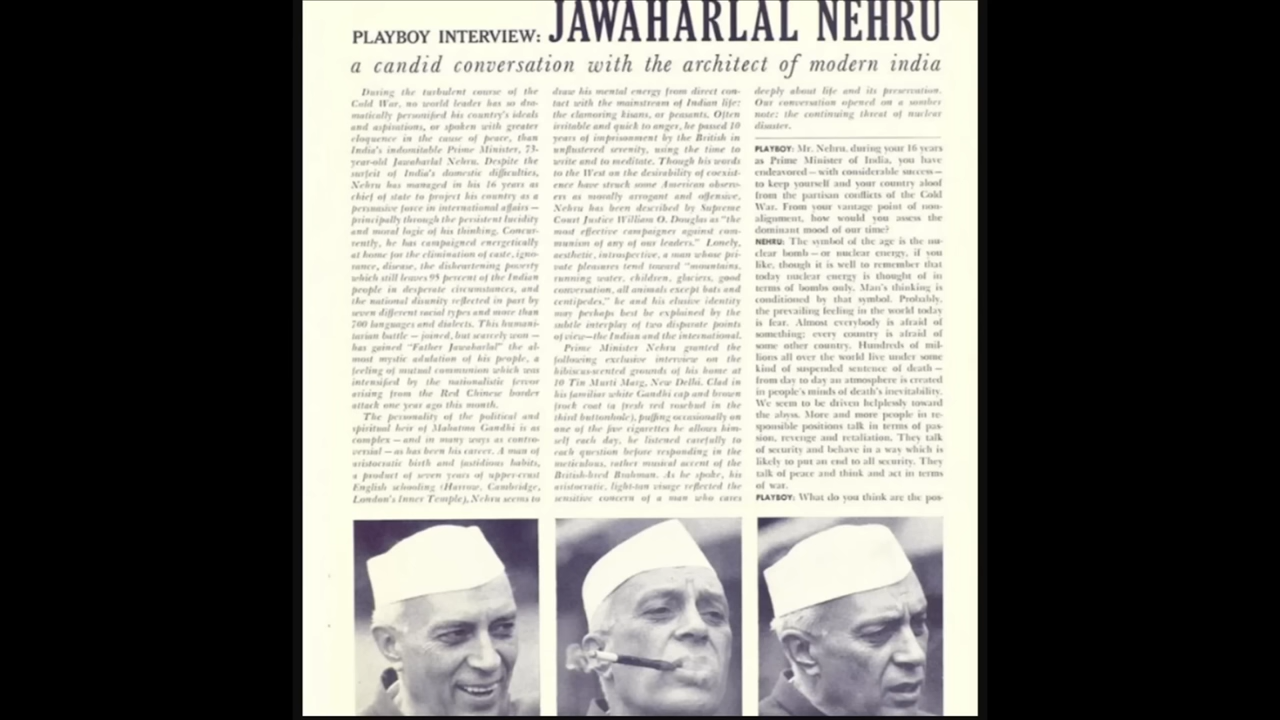 PLAYBOY INTERVIEW: JAWAHARLAL NEHRU
a candid conversation with the architect of modern india
During the turbulent course of the
Cold War, no world leader has so dra-
matically personified his country's ideals
and aspirations, or spoken with greater
eloquence in the cause of peace, than
India's indomitable Prime Minister, 73-
year-old Jawaharlal Nehru. Despite the
surfeit of India's domestic difficulties,
Nehru has managed in his 16 years as
chief of state to project his country as a
persuasive force in international affairs —
principally through the persistent lucidity
and moral logic of his thinking. Concur-
rently, he has campaigned energetically
at home for the elimination of caste, igno-
rance, disease, the disheartening poverty
which still leaves 95 percent of the Indian
people in desperate circumstances, and
the national disunity reflected in part by
seven different social types and more than
700 languages and dialects. This humani-
tarian battle — joined, but scarcely won —
has gained "Father Jawaharlal" the al-
most mystic adulation of his people, a
feeling of mutual communion which was
intensified by the nationalistic fervor
arising from the Red Chinese border
attack one year ago this month.
The personality of the political and
spiritual heir of Mahatma Gandhi is as
complex — and in many ways as contro-
versial — as has been his career. A man of
aristocratic birth and fastidious habits,
a product of seven years of upper-crust
English schooling (Harrow, Cambridge,
London's Inner Temple), Nehru seems to
draw his mental energy from direct con-
tact with the mainstream of Indian life:
the clamoring kisans, or peasants. Often
irritable and quick to anger, he passed 10
years of imprisonment by the British in
unflustered serenity, using the time to
write and to meditate. Though his words
to the West on the desirability of coexist-
ence have struck some American observ-
ers as morally arrogant and offensive,
Nehru has been described by Supreme
Court Justice William O. Douglas as "the
most effective campaigner against com-
munism of any of our leaders." Lonely,
aesthetic, introspective, a man whose pri-
vate pleasures tend toward "mountains,
running water, children, glaciers, good
conversation, all animals except bats and
centipedes," he and his elusive identity
may perhaps best be explained by the
subtle interplay of two disparate points
of view—the Indian and the international.
Prime Minister Nehru granted the
following exclusive interview on the
hibiscus-scented grounds of his home at
10 Tin Murti Marg, New Delhi. Clad in
his familiar white Gandhi cap and brown
frock coat (a fresh red rosebud in the
third buttonhole), puffing occasionally on
one of the five cigarettes he allows him-
self each day, he listened carefully to
each question before responding in the
meticulous, rather musical accent of the
British-bred Brahman. As he spoke, his
aristocratic, light-tan visage reflected the
sensitive concern of a man who cares
deeply about life and its preservation.
Our conversation opened on a somber
note: the continuing threat of nuclear
disaster.
PLAYBOY: Mr. Nehru, during your 16 years
as Prime Minister of India, you have
endeavored — with considerable success —
to keep yourself and your country aloof
from the partisan conflicts of the Cold
War. From your vantage point of non-
alignment, how would you assess the
dominant mood of our time?
NEHRU: The symbol of the age is the nu-
clear bomb — or nuclear energy, if you
like, though it is well to remember that
today nuclear energy is thought of in
terms of bombs only. Man's thinking is
conditioned by that symbol. Probably,
the prevailing feeling in the world today
is fear. Almost everybody is afraid of
something; every country is afraid of
some other country. Hundreds of mil-
lions all over the world live under some
kind of suspended sentence of death —
from day to day an atmosphere is created
in people's minds of death's inevitability.
We seem to be driven helplessly toward
the abyss. More and more people in re-
sponsible positions talk in terms of pas-
sion, revenge and retaliation. They talk
of security and behave in a way which is
likely to put an end to all security. They
talk of peace and think and act in terms
of war.
PLAYBOY: What do you think are the pos-